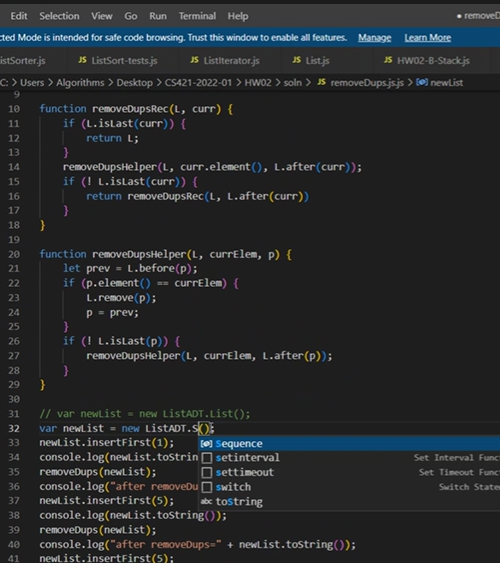 Edit Selection View Go Run Terminal Help ● removeD
cted Mode is intended for safe code browsing. Trust this window to enable all features. Manage Learn More
istSorter.js JS ListSort-tests.js JS ListIterator.js JS List.js JS HW02-B-Stack.js
C: > Users > Algorithms > Desktop > CS421-2022-01 > HW02 > soln > JS removeDups.js.js > newList
9
10 function removeDupsRec(L, curr) {
11 if (L.isLast(curr)) {
12 return L;
13 }
14 removeDupsHelper(L, curr.element(), L.after(curr));
15 if (! L.isLast(curr)) {
16 return removeDupsRec(L, L.after(curr))
17 }
18 }
19
20 function removeDupsHelper(L, currElem, p) {
21 let prev = L.before(p);
22 if (p.element() == currElem) {
23 L.remove(p);
24 p = prev;
25 }
26 if (! L.isLast(p)) {
27 removeDupsHelper(L, currElem, L.after(p));
28 }
29 }
30
31 // var newList = new ListADT.List();
32 var newList = new ListADT.S();
33 newList.insertFirst(1); Sequence
34 console.log(newList.toStrin setinterval Set Interval Func
35 removeDups(newList); settimeout Set Timeout Func
36 console.log("after removeDu switch Switch State
37 newList.insertFirst(5); abc toString
38 console.log(newList.toString());
39 removeDups(newList);
40 console.log("after removeDups=" + newList.toString());
41 newList.insertFirst(5);